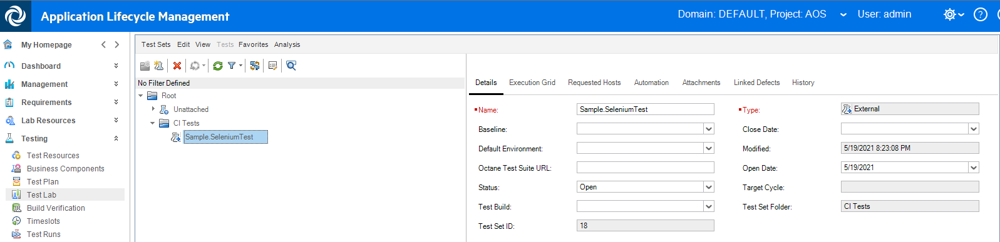 Application Lifecycle Management
Domain: DEFAULT, Project: AOS
User: admin
My Homepage
Dashboard
Management
Requirements
Lab Resources
Testing
Test Resources
Business Components
Test Plan
Test Lab
Build Verification
Timeslots
Test Runs
Test Sets Edit View Tests Favorites Analysis
No Filter Defined
Root
Unattached
CI Tests
Sample.SeleniumTest
Details Execution Grid Requested Hosts Automation Attachments Linked Defects History
Name: Sample.SeleniumTest
Type: External
Baseline:
Close Date:
Default Environment:
Modified: 5/19/2021 8:23:08 PM
Octane Test Suite URL:
Open Date: 5/19/2021
Status: Open
Target Cycle:
Test Build:
Test Set Folder: CI Tests
Test Set ID: 18